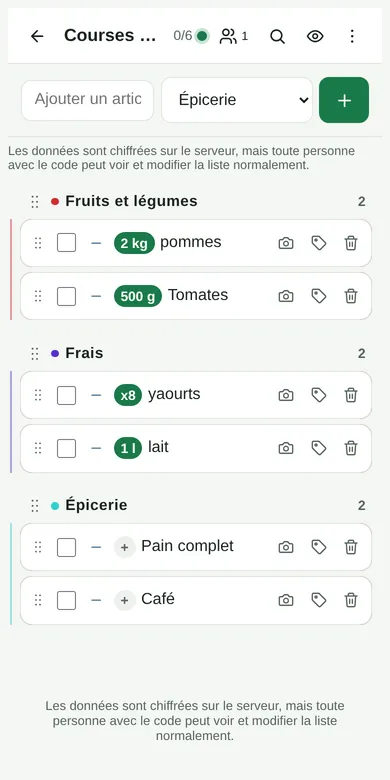 Courses ... 0/6 1
Ajouter un artic Épicerie +
Les données sont chiffrées sur le serveur, mais toute personne
avec le code peut voir et modifier la liste normalement.
Fruits et légumes 2
2 kg pommes
500 g Tomates
Frais 2
x8 yaourts
1 l lait
Épicerie 2
+ Pain complet
+ Café
Les données sont chiffrées sur le serveur, mais toute
personne avec le code peut voir et modifier la liste
normalement.